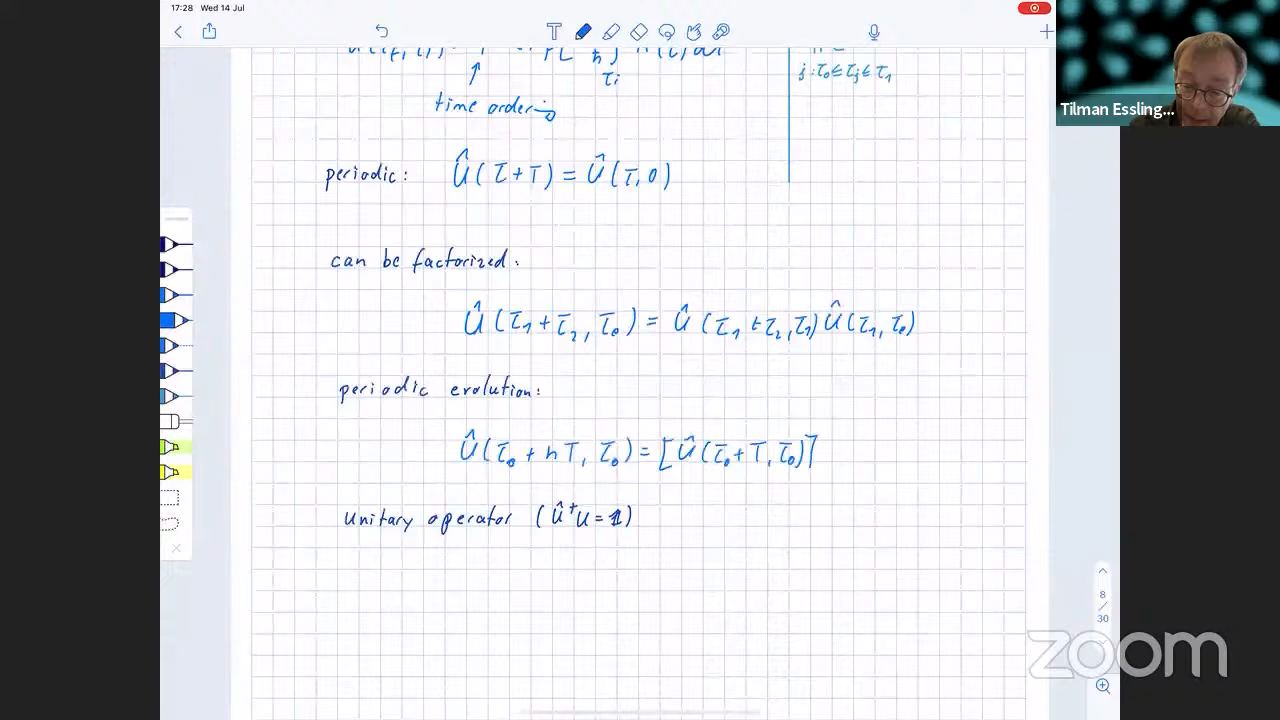 17:28 Wed 14 Jul
j : τ₀ ≤ τⱼ ≤ τ₁
τi
time ordering
periodic: Û(τ+T) = Û(τ,0)
can be factorized:
Û(τ₁+τ₂, τ₀) = Û(τ₁+τ₂, τ₁) Û(τ₁, τ₀)
periodic evolution:
Û(τ₀ + nT, τ₀) = [Û(τ₀+T, τ₀)]
unitary operator (Û†U = 1)
Tilman Essling...
8
/
30
zoom